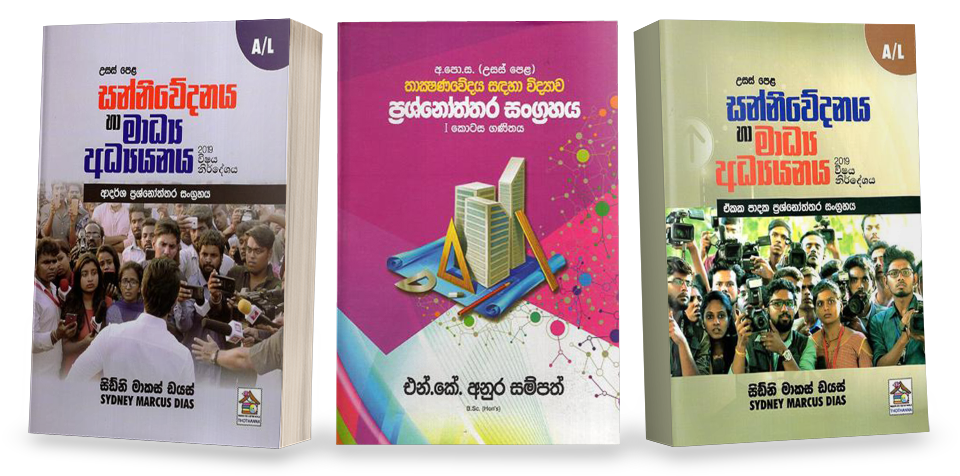 A/L
උසස් පෙළ
සන්නිවේදනය
හා මාධ්‍ය
අධ්‍යයනය
2019
විෂය
නිර්දේශය
ආදර්ශ ප්‍රශ්නෝත්තර සංග්‍රහය
සිඩ්නි මාකස් ඩයස්
SYDNEY MARCUS DIAS
අ.පො.ස. (උසස් පෙළ)
තාක්‍ෂණවේදය සඳහා විද්‍යාව
ප්‍රශ්නෝත්තර සංග්‍රහය
I කොටස ගණිතය
එන්.කේ. අනුර සම්පත්
B.Sc. (Hon's)
A/L
උසස් පෙළ
සන්නිවේදනය
හා මාධ්‍ය
අධ්‍යයනය
2019
විෂය
නිර්දේශය
ඒකක පාදක ප්‍රශ්නෝත්තර සංග්‍රහය
සිඩ්නි මාකස් ඩයස්
SYDNEY MARCUS DIAS